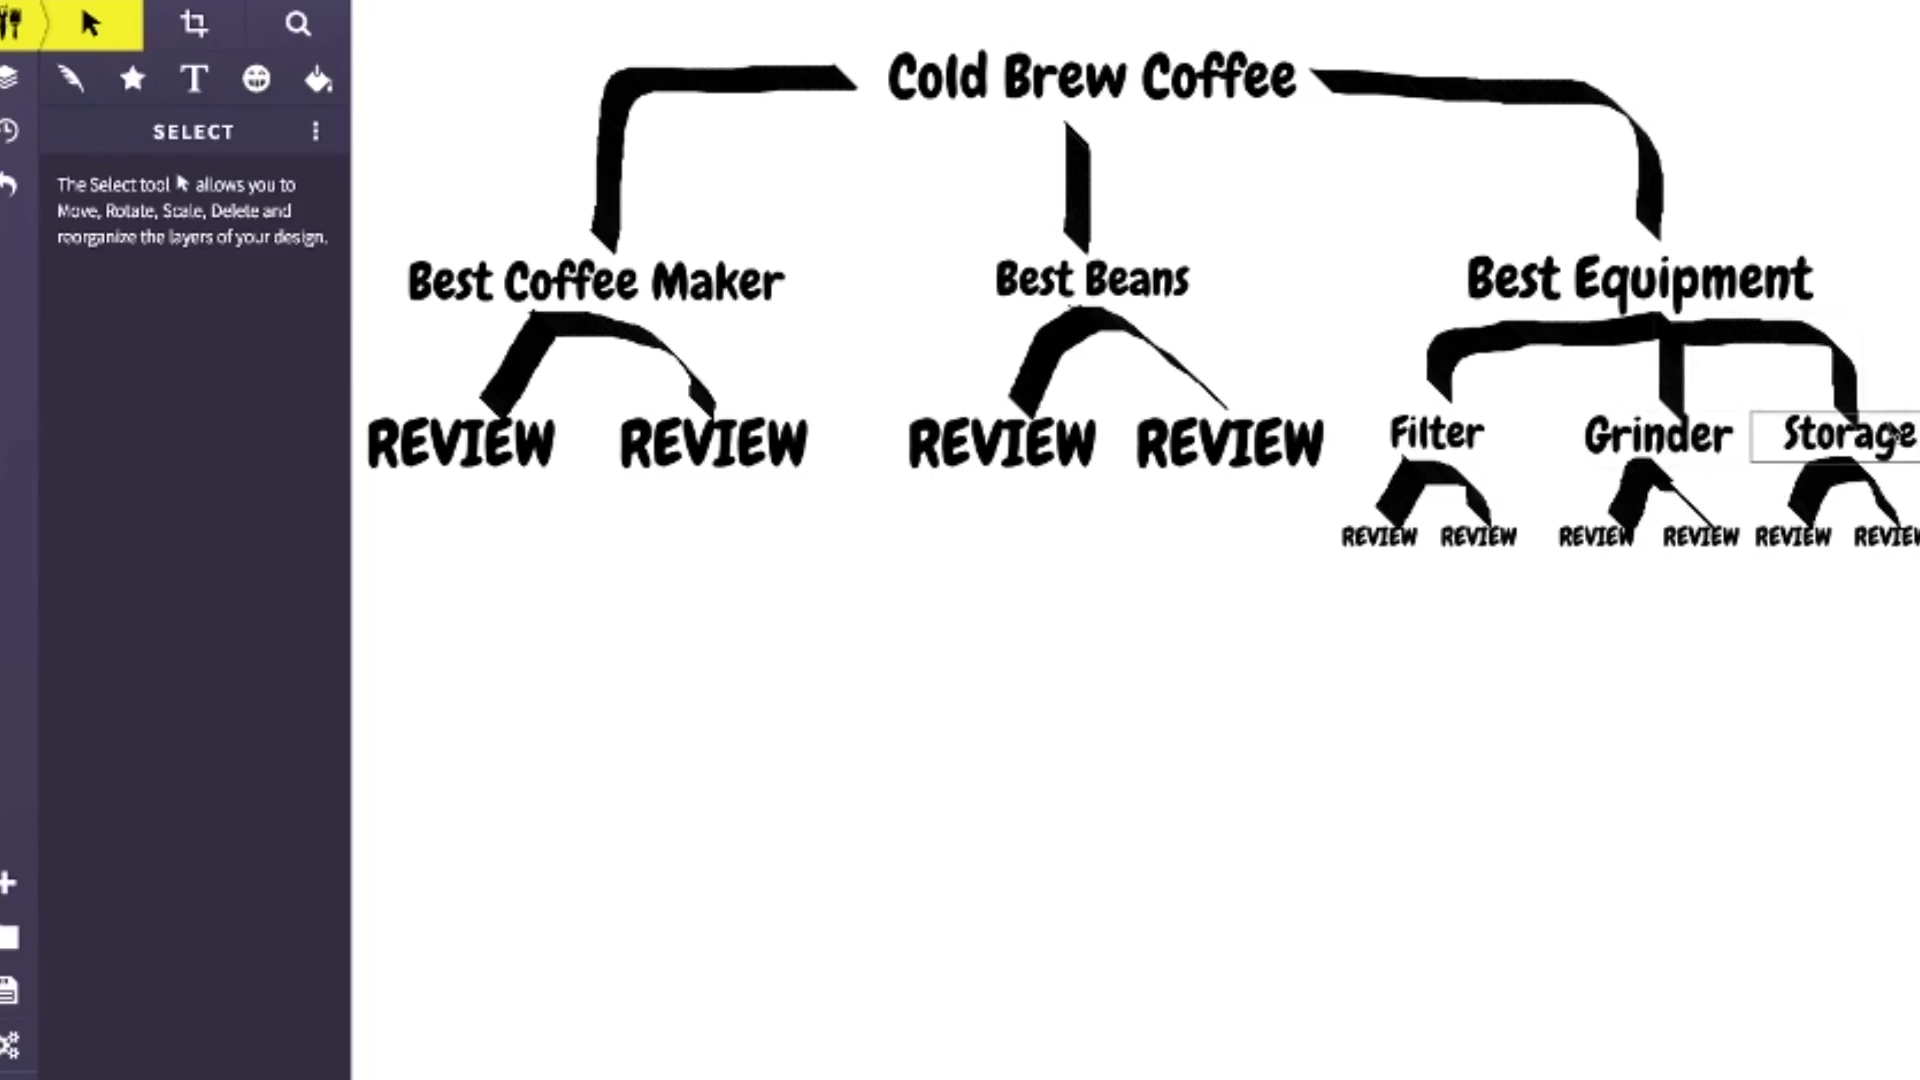 SELECT
The Select tool allows you to
Move, Rotate, Scale, Delete and
reorganize the layers of your design.
Cold Brew Coffee
Best Coffee Maker
Best Beans
Best Equipment
REVIEW REVIEW
REVIEW REVIEW
Filter Grinder Storage
REVIEW REVIEW
REVIEW REVIEW
REVIEW REVIEW